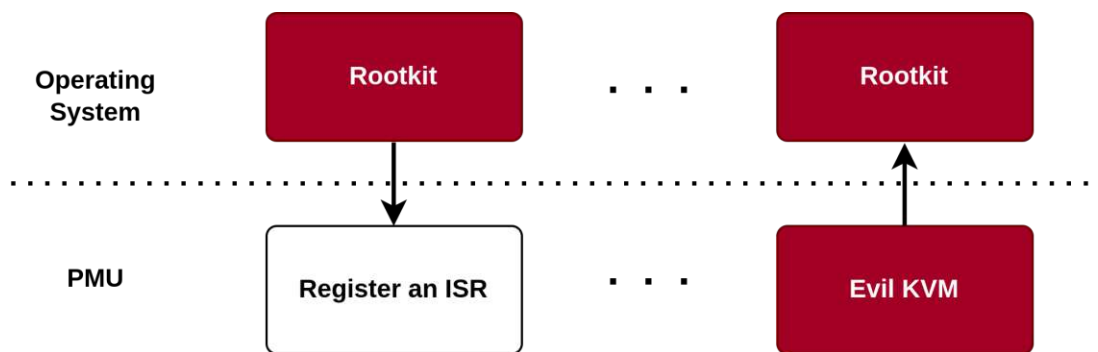 Operating
System
Rootkit
. . .
Rootkit
PMU
Register an ISR
. . .
Evil KVM